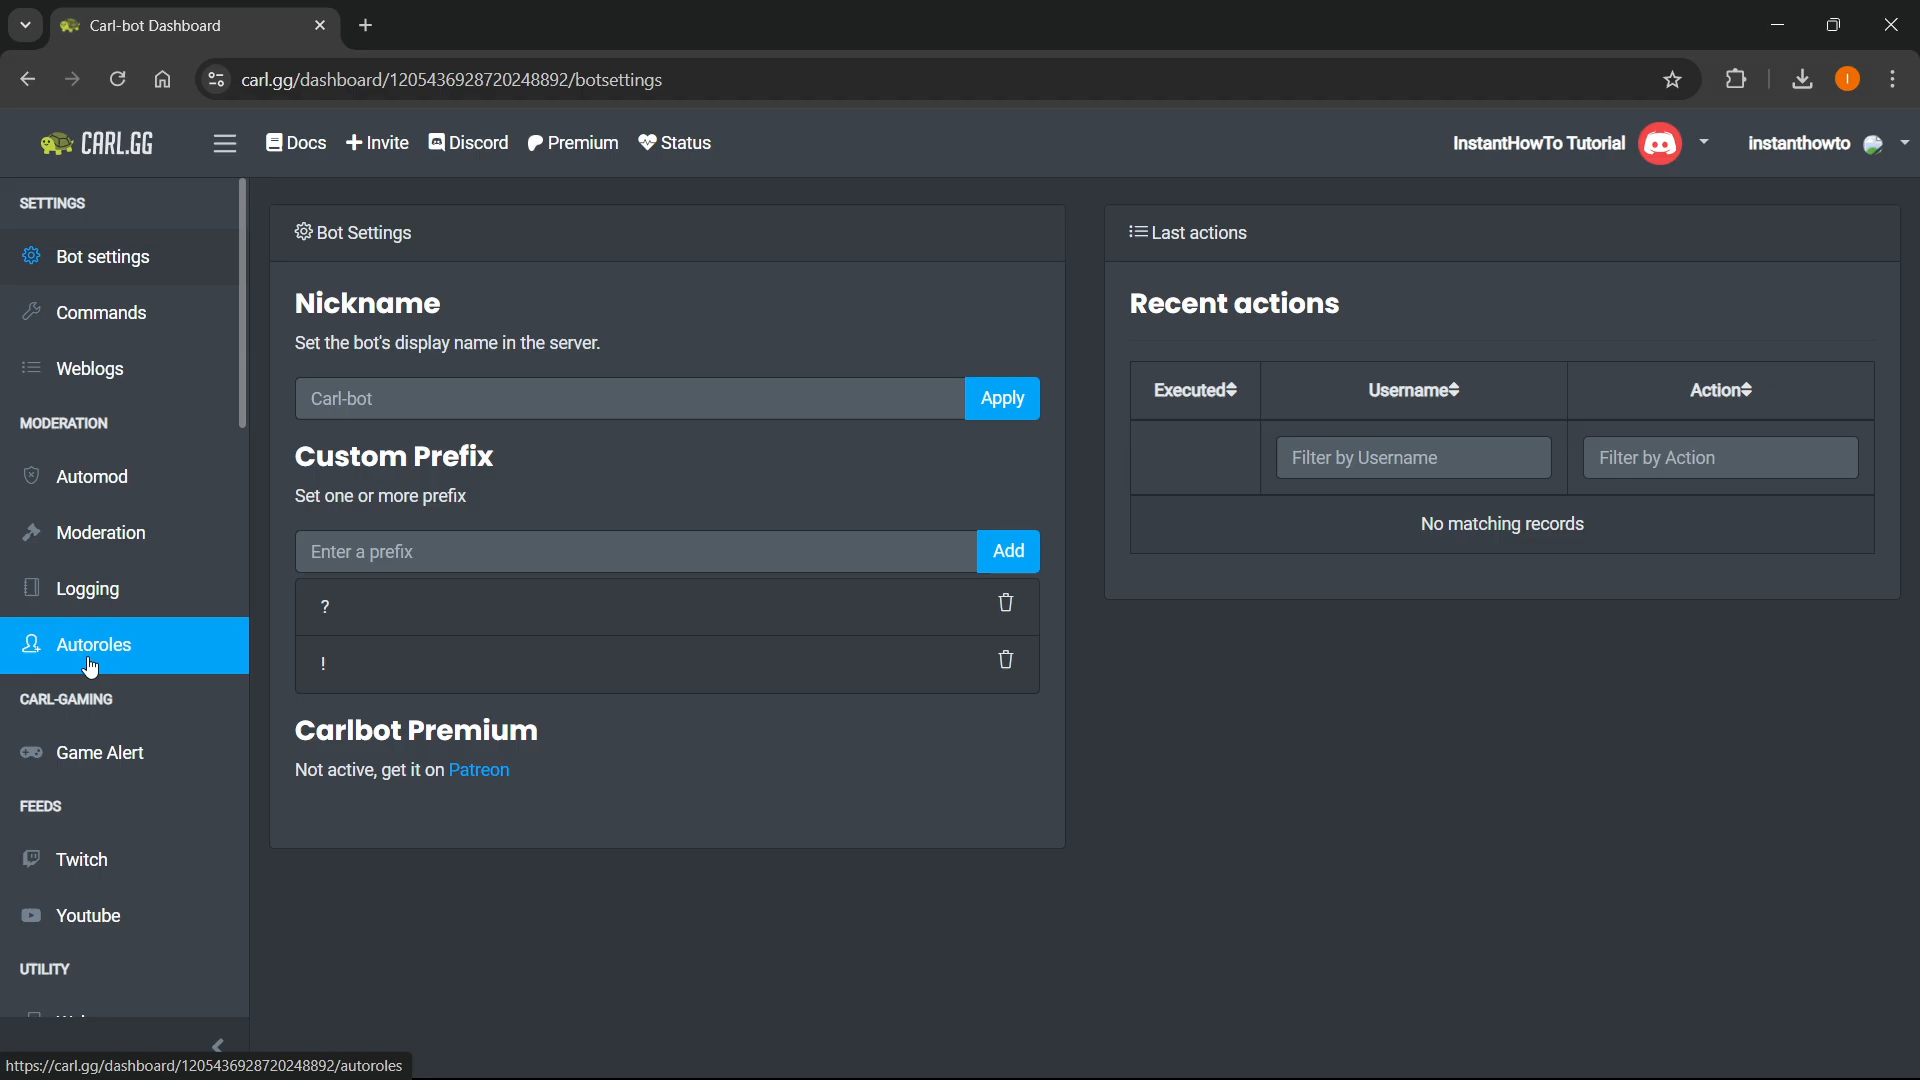 Carl-bot Dashboard
carl.gg/dashboard/1205436928720248892/botsettings
I
CARL.GG
Docs
Invite
Discord
Premium
Status
InstantHowTo Tutorial
instanthowto
SETTINGS
Bot settings
Commands
Weblogs
MODERATION
Automod
Moderation
Logging
Autoroles
CARL-GAMING
Game Alert
FEEDS
Twitch
Youtube
UTILITY
https://carl.gg/dashboard/1205436928720248892/autoroles
Bot Settings
Nickname
Set the bot's display name in the server.
Carl-bot
Apply
Custom Prefix
Set one or more prefix
Enter a prefix
Add
?
!
Carlbot Premium
Not active, get it on Patreon
Last actions
Recent actions
Executed
Username
Action
Filter by Username
Filter by Action
No matching records